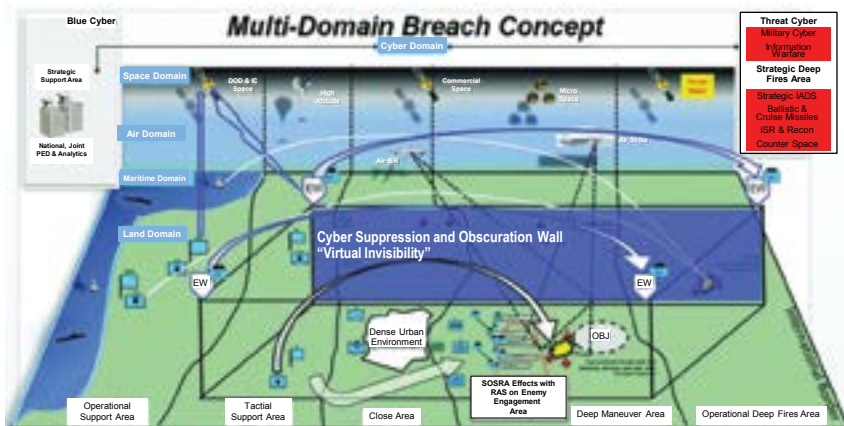 Blue Cyber
Multi-Domain Breach Concept
Cyber Domain
Threat Cyber
Military Cyber
Information
Warfare
Strategic Deep
Fires Area
Strategic IADS
Ballistic &
Cruise Missiles
ISR & Recon
Counter Space
Strategic
Support Area
National, Joint
PED & Analytics
Space Domain
DOD & IC
Space
High
Altitude
Commercial
Space
Micro
Space
Air Domain
Air ISR
Air Strike
Maritime Domain
EW
EW
Land Domain
Cyber Suppression and Obscuration Wall
“Virtual Invisibility”
EW
EW
Dense Urban
Environment
OBJ
SOSRA Effects with
RAS on Enemy
Engagement
Area
Operational
Support Area
Tactial
Support Area
Close Area
Deep Maneuver Area
Operational Deep Fires Area